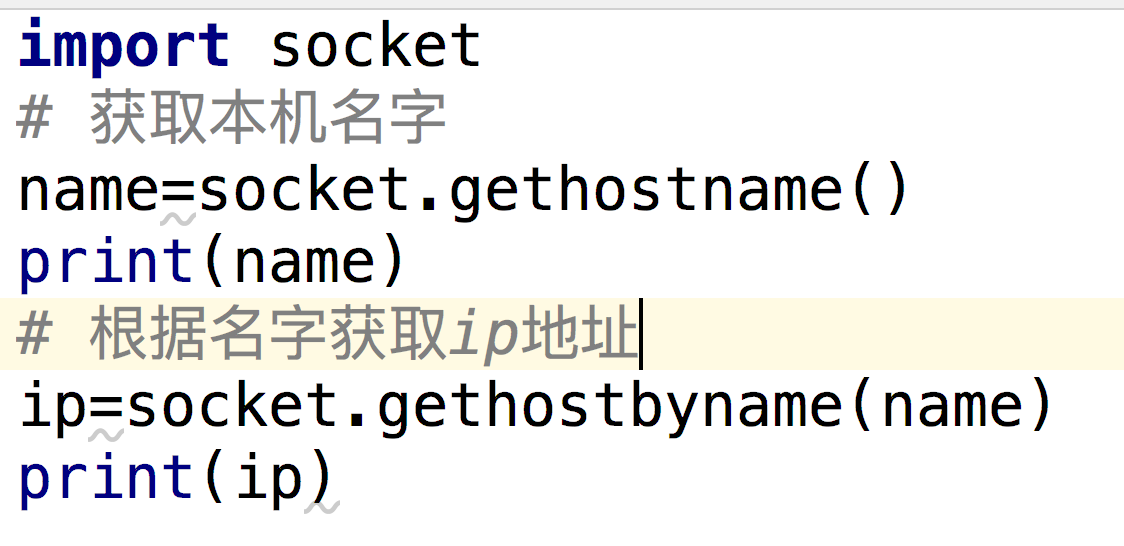 import socket
# 获取本机名字
name=socket.gethostname()
print(name)
# 根据名字获取ip地址
ip=socket.gethostbyname(name)
print(ip)